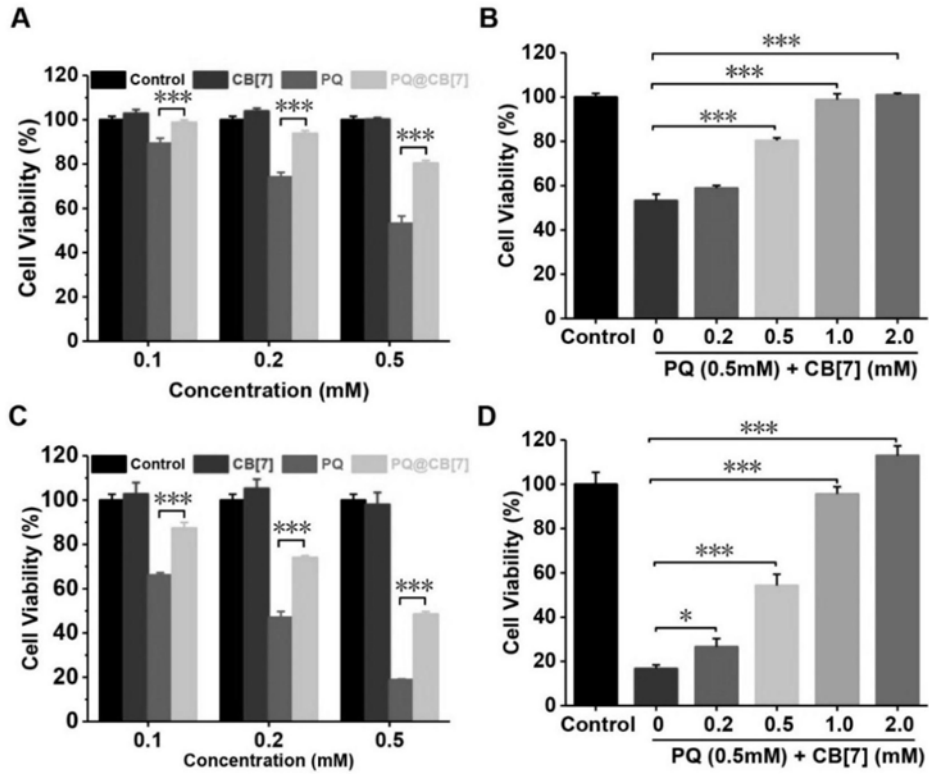 A
Control CB[7] PQ PQ@CB[7]
*** *** ***
Cell Viability (%)
120
100
80
60
40
20
0
0.1 0.2 0.5
Concentration (mM)
B
***
***
***
Cell Viability (%)
120
100
80
60
40
20
0
Control 0 0.2 0.5 1.0 2.0
PQ (0.5mM) + CB[7] (mM)
C
Control CB[7] PQ PQ@CB[7]
*** *** ***
Cell Viability (%)
120
100
80
60
40
20
0
0.1 0.2 0.5
Concentration (mM)
D
***
***
***
*
Cell Viability (%)
120
100
80
60
40
20
0
Control 0 0.2 0.5 1.0 2.0
PQ (0.5mM) + CB[7] (mM)